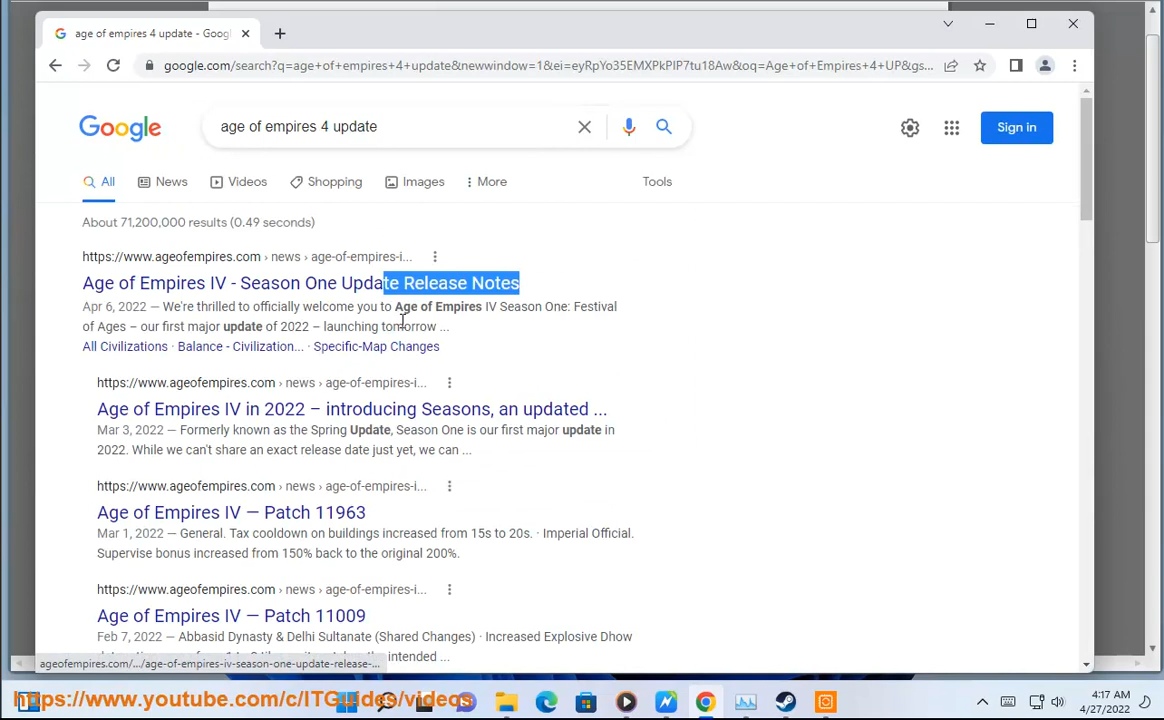 age of empires 4 update - Goog
google.com/search?q=age+of+empires+4+update&newwindow=1&ei=eyRpYo35EMXPkPIP7tu18Aw&oq=Age+of+Empires+4+UP&gs...
Google
age of empires 4 update
Sign in
All
News
Videos
Shopping
Images
More
Tools
About 71,200,000 results (0.49 seconds)
https://www.ageofempires.com › news › age-of-empires-i...
Age of Empires IV - Season One Update Release Notes
Apr 6, 2022 — We're thrilled to officially welcome you to Age of Empires IV Season One: Festival
of Ages – our first major update of 2022 – launching tomorrow ...
All Civilizations · Balance - Civilization... · Specific-Map Changes
https://www.ageofempires.com › news › age-of-empires-i...
Age of Empires IV in 2022 – introducing Seasons, an updated ...
Mar 3, 2022 — Formerly known as the Spring Update, Season One is our first major update in
2022. While we can't share an exact release date just yet, we can ...
https://www.ageofempires.com › news › age-of-empires-i...
Age of Empires IV — Patch 11963
Mar 1, 2022 — General. Tax cooldown on buildings increased from 15s to 20s. · Imperial Official.
Supervise bonus increased from 150% back to the original 200%.
https://www.ageofempires.com › news › age-of-empires-i...
Age of Empires IV — Patch 11009
Feb 7, 2022 — Abbasid Dynasty & Delhi Sultanate (Shared Changes) · Increased Explosive Dhow
intended ...
ageofempires.com/.../age-of-empires-iv-season-one-update-release-...
https://www.youtube.com/c/ITGuides/videos
4:17 AM
4/27/2022